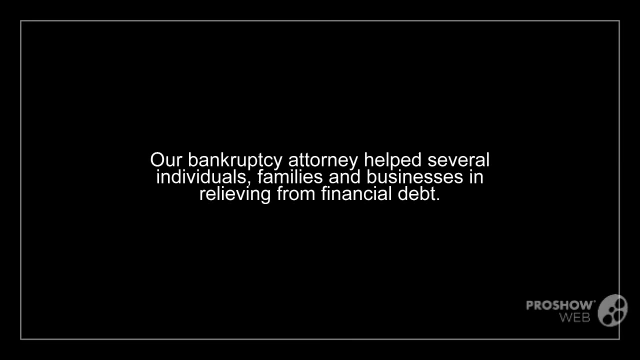 Our bankruptcy attorney helped several
individuals, families and businesses in
relieving from financial debt.
PROSHOW
WEB